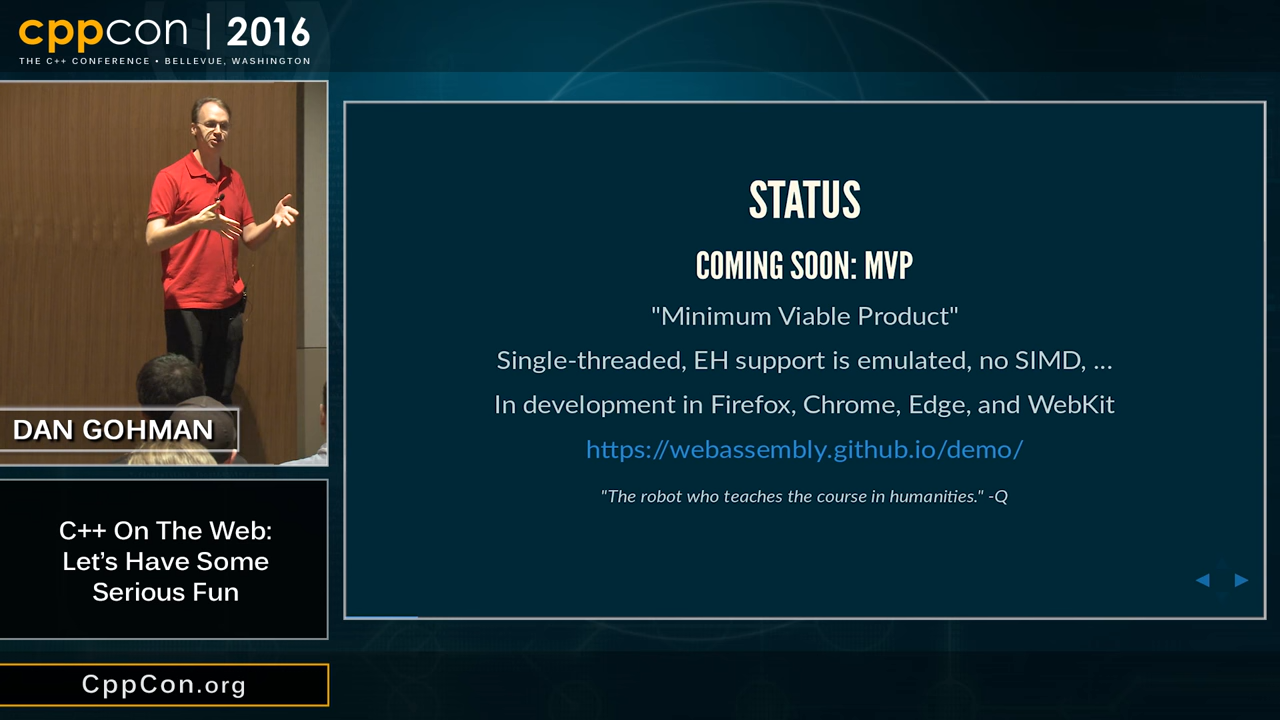 cppcon | 2016
THE C++ CONFERENCE • BELLEVUE, WASHINGTON
DAN GOHMAN
C++ On The Web:
Let's Have Some
Serious Fun
CppCon.org
STATUS
COMING SOON: MVP
"Minimum Viable Product"
Single-threaded, EH support is emulated, no SIMD, ...
In development in Firefox, Chrome, Edge, and WebKit
https://webassembly.github.io/demo/
"The robot who teaches the course in humanities." -Q